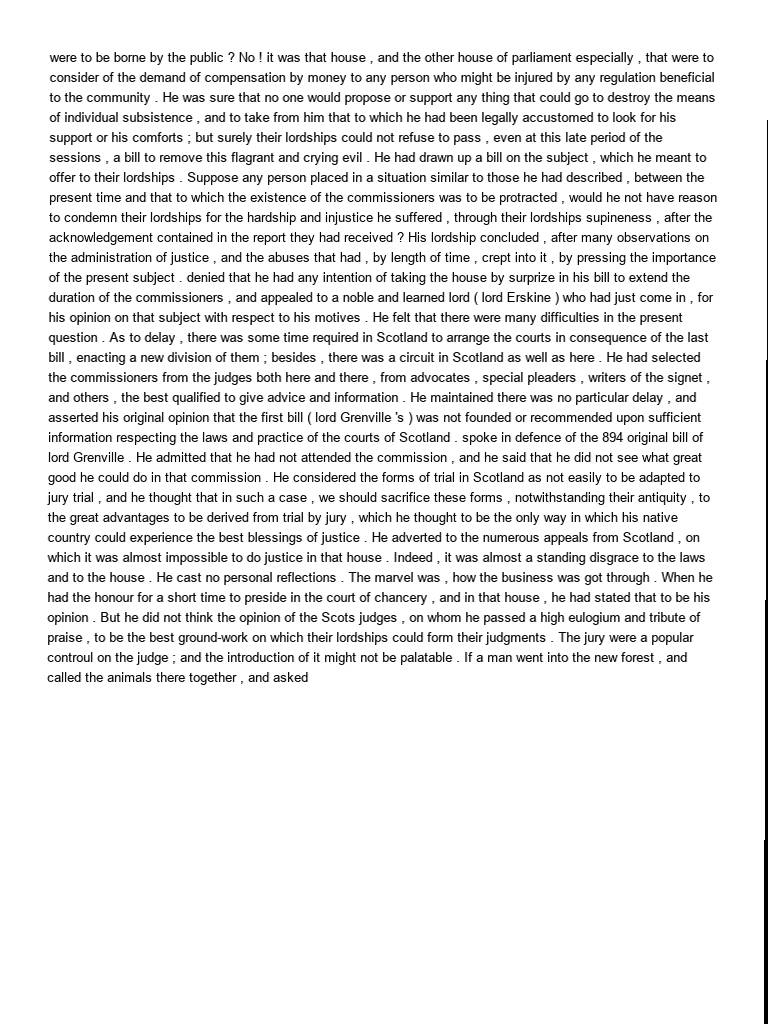 were to be borne by the public ? No ! it was that house , and the other house of parliament especially , that were to
consider of the demand of compensation by money to any person who might be injured by any regulation beneficial
to the community . He was sure that no one would propose or support any thing that could go to destroy the means
of individual subsistence , and to take from him that to which he had been legally accustomed to look for his
support or his comforts ; but surely their lordships could not refuse to pass , even at this late period of the
sessions , a bill to remove this flagrant and crying evil . He had drawn up a bill on the subject , which he meant to
offer to their lordships . Suppose any person placed in a situation similar to those he had described , between the
present time and that to which the existence of the commissioners was to be protracted , would he not have reason
to condemn their lordships for the hardship and injustice he suffered , through their lordships supineness , after the
acknowledgement contained in the report they had received ? His lordship concluded , after many observations on
the administration of justice , and the abuses that had , by length of time , crept into it , by pressing the importance
of the present subject . denied that he had any intention of taking the house by surprize in his bill to extend the
duration of the commissioners , and appealed to a noble and learned lord ( lord Erskine ) who had just come in , for
his opinion on that subject with respect to his motives . He felt that there were many difficulties in the present
question . As to delay , there was some time required in Scotland to arrange the courts in consequence of the last
bill , enacting a new division of them ; besides , there was a circuit in Scotland as well as here . He had selected
the commissioners from the judges both here and there , from advocates , special pleaders , writers of the signet ,
and others , the best qualified to give advice and information . He maintained there was no particular delay , and
asserted his original opinion that the first bill ( lord Grenville 's ) was not founded or recommended upon sufficient
information respecting the laws and practice of the courts of Scotland . spoke in defence of the 894 original bill of
lord Grenville . He admitted that he had not attended the commission , and he said that he did not see what great
good he could do in that commission . He considered the forms of trial in Scotland as not easily to be adapted to
jury trial , and he thought that in such a case , we should sacrifice these forms , notwithstanding their antiquity , to
the great advantages to be derived from trial by jury , which he thought to be the only way in which his native
country could experience the best blessings of justice . He adverted to the numerous appeals from Scotland , on
which it was almost impossible to do justice in that house . Indeed , it was almost a standing disgrace to the laws
and to the house . He cast no personal reflections . The marvel was , how the business was got through . When he
had the honour for a short time to preside in the court of chancery , and in that house , he had stated that to be his
opinion . But he did not think the opinion of the Scots judges , on whom he passed a high eulogium and tribute of
praise , to be the best ground-work on which their lordships could form their judgments . The jury were a popular
controul on the judge ; and the introduction of it might not be palatable . If a man went into the new forest , and
called the animals there together , and asked